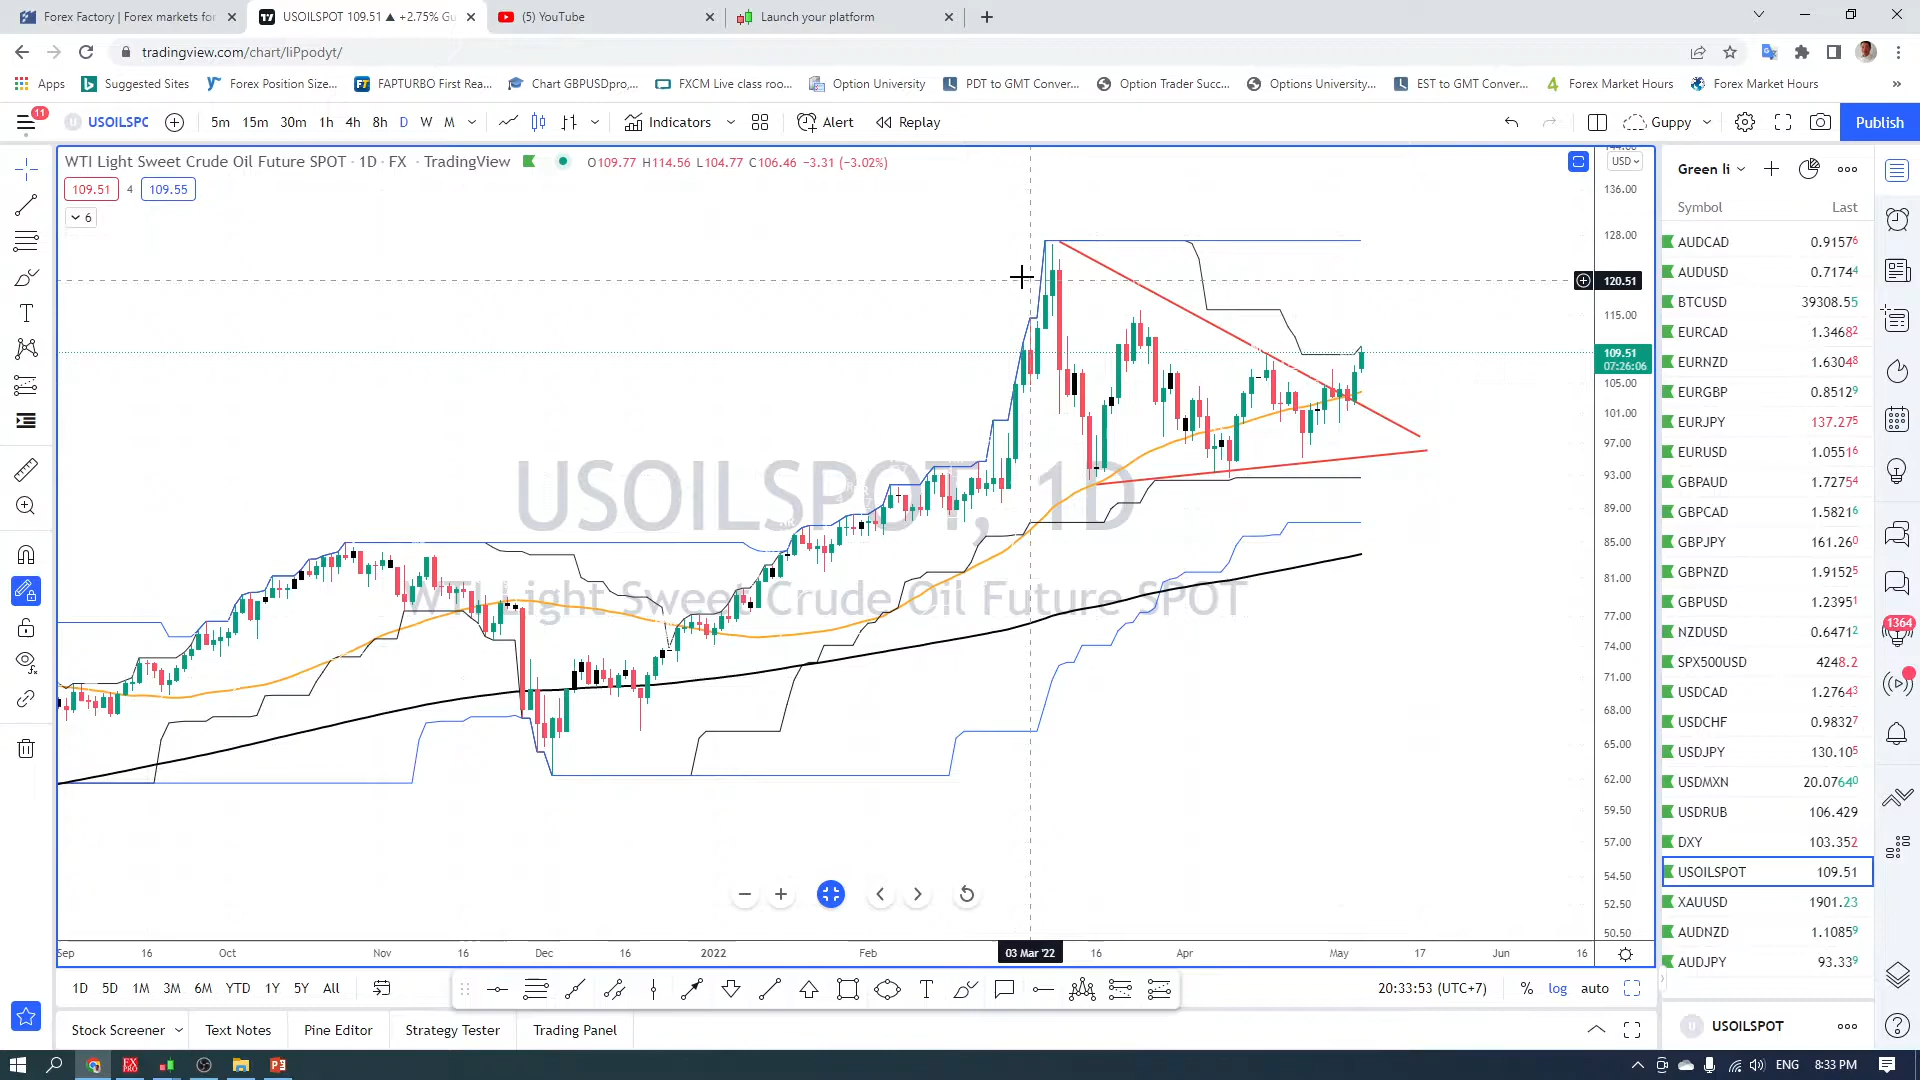 Forex Factory | Forex markets for
USOILSPOT 109.51 ▲ +2.75% Gu
(5) YouTube
Launch your platform
tradingview.com/chart/IiPpodyt/
Apps
Suggested Sites
Forex Position Size...
FAPTURBO First Rea...
Chart GBPUSDpro,...
FXCM Live class roo...
Option University
PDT to GMT Conver...
Option Trader Succ...
Options University...
EST to GMT Conver...
Forex Market Hours
Forex Market Hours
11
USOILSPC
5m 15m 30m 1h 4h 8h D W M
Indicators
Alert
Replay
Guppy
Publish
WTI Light Sweet Crude Oil Future SPOT · 1D · FX · TradingView
O109.77 H114.56 L104.77 C106.46 −3.31 (−3.02%)
109.51 4 109.55
6
USOILSPOT, 1D
WTI Light Sweet Crude Oil Future SPOT
USD
136.00
128.00
120.51
115.00
109.51
07:26:06
105.00
101.00
97.00
93.00
89.00
85.00
81.00
77.00
74.00
71.00
68.00
65.00
62.00
59.50
57.00
54.50
52.50
50.50
Sep 16 Oct Nov 16 Dec 16 2022 Feb 03 Mar '22 16 Apr May 17 Jun 16
1D 5D 1M 3M 6M YTD 1Y 5Y All
20:33:53 (UTC+7)
% log auto
Stock Screener
Text Notes
Pine Editor
Strategy Tester
Trading Panel
Green li
Symbol Last
AUDCAD 0.91576
AUDUSD 0.71744
BTCUSD 39308.55
EURCAD 1.34682
EURNZD 1.63048
EURGBP 0.85129
EURJPY 137.275
EURUSD 1.05516
GBPAUD 1.72754
GBPCAD 1.58216
GBPJPY 161.260
GBPNZD 1.91525
GBPUSD 1.23951
NZDUSD 0.64712
SPX500USD 4248.2
USDCAD 1.27643
USDCHF 0.98327
USDJPY 130.105
USDMXN 20.07640
USDRUB 106.429
DXY 103.352
USOILSPOT 109.51
XAUUSD 1901.23
AUDNZD 1.10859
AUDJPY 93.339
USOILSPOT
1364
ENG
8:33 PM